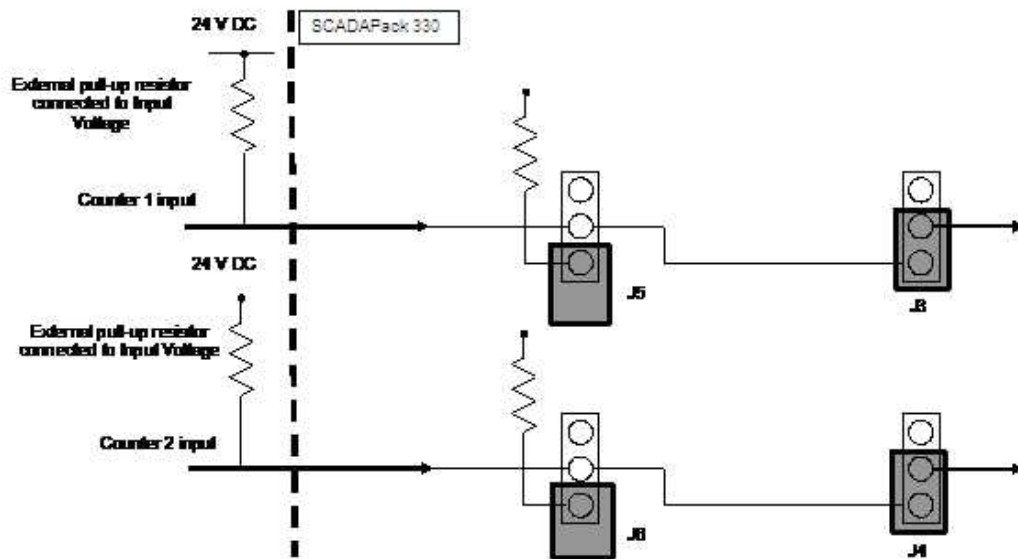 24 V DC
SCADAPack 330
External pull-up resistor
connected to Input
Voltage
Counter 1 input
J5
J3
24 V DC
External pull-up resistor
connected to Input Voltage
Counter 2 input
J6
J4